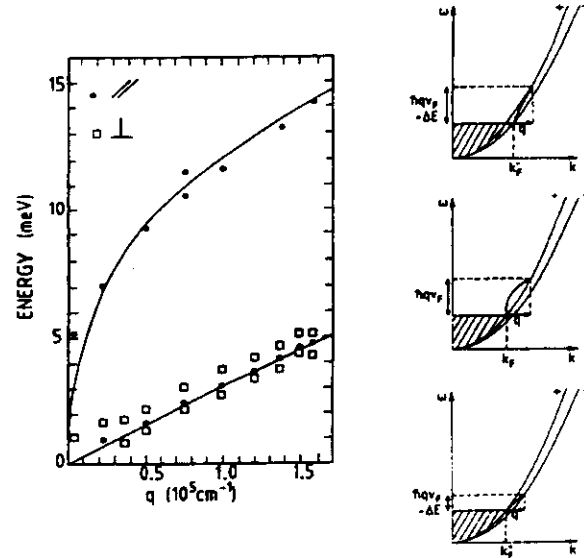 15
10
5
0
ENERGY (meV)
//
⊥
0.5
1.0
1.5
q (10⁵cm⁻¹)
ω
+
ħqv_F
-ΔE
q
k_F
k
ω
+
ħqv_F
q
k_F
k
ω
+
ħqv_F
-ΔE
q
k_F
k